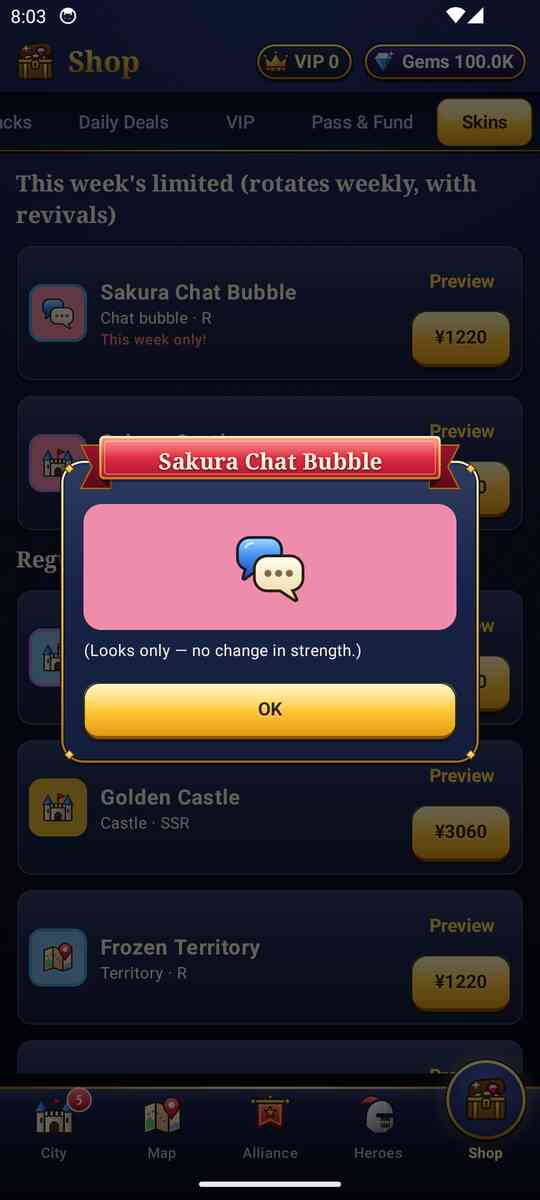 8:03
Shop
VIP 0
Gems 100.0K
cks
Daily Deals
VIP
Pass & Fund
Skins
This week's limited (rotates weekly, with
revivals)
Sakura Chat Bubble
Preview
Chat bubble · R
This week only!
¥1220
Preview
Sakura Chat Bubble
(Looks only — no change in strength.)
OK
Golden Castle
Preview
Castle · SSR
¥3060
Frozen Territory
Preview
Territory · R
¥1220
5
City
Map
Alliance
Heroes
Shop